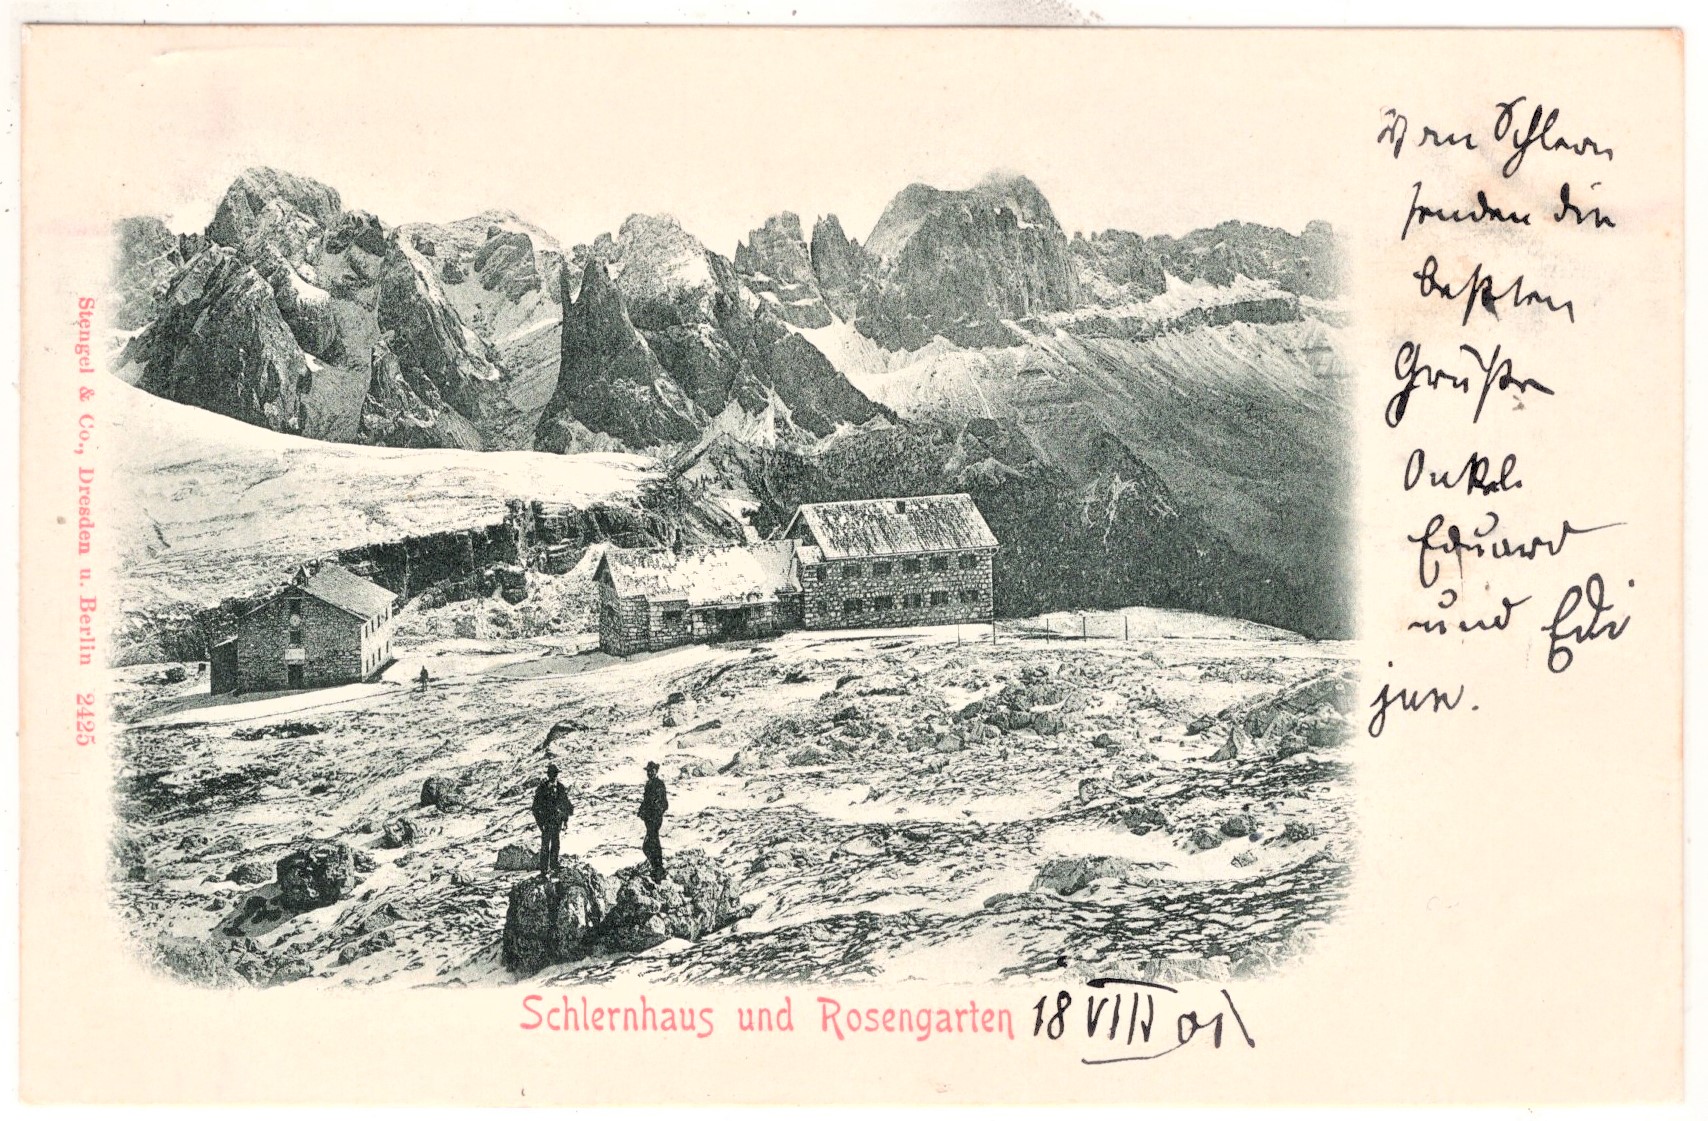 Vom Schlern
senden die
besten
Grüße
Onkel
Eduard
und Edi
jun.
Stengel & Co., Dresden u. Berlin 2425
Schlernhaus und Rosengarten 18 VIII 01